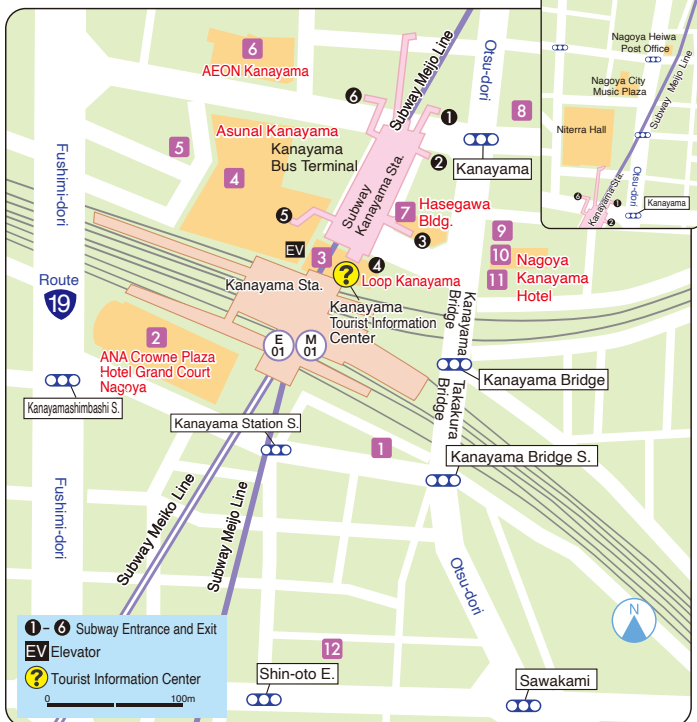 6
AEON Kanayama
Subway Meijo Line
Otsu-dori
Nagoya Heiwa
Post Office
Nagoya City
Music Plaza
Subway Meijo Line
Niterra Hall
Otsu-dori
Kanayama Sta.
Kanayama
6
1
2
6
1
2
8
Kanayama
Fushimi-dori
5
Asunal Kanayama
Kanayama
Bus Terminal
4
Subway
Kanayama Sta.
5
7
Hasegawa
Bldg.
3
EV
3
4
?
Loop Kanayama
9
10
11
Nagoya
Kanayama
Hotel
Kanayama Sta.
Kanayama
Tourist Information
Center
Kanayama
Bridge
Route
19
2
ANA Crowne Plaza
Hotel Grand Court
Nagoya
E
01
M
01
Kanayama Bridge
Takakura
Bridge
Kanayamashimbashi S.
Kanayama Station S.
1
Kanayama Bridge S.
Fushimi-dori
Subway Meiko Line
Subway Meijo Line
Otsu-dori
N
1 – 6 Subway Entrance and Exit
EV Elevator
? Tourist Information Center
0 100m
12
Shin-oto E.
Sawakami